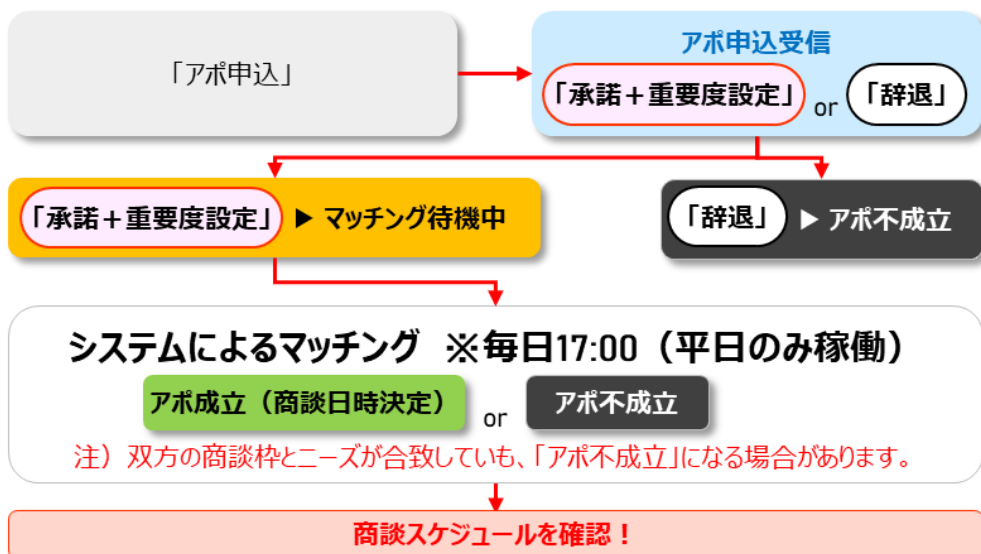 「アポ申込」
アポ申込受信
「承諾+重要度設定」 or 「辞退」
「承諾+重要度設定」 ▶ マッチング待機中
「辞退」 ▶ アポ不成立
システムによるマッチング ※毎日17:00(平日のみ稼働)
アポ成立(商談日時決定) or アポ不成立
注)双方の商談枠とニーズが合致していも、「アポ不成立」になる場合があります。
商談スケジュールを確認!